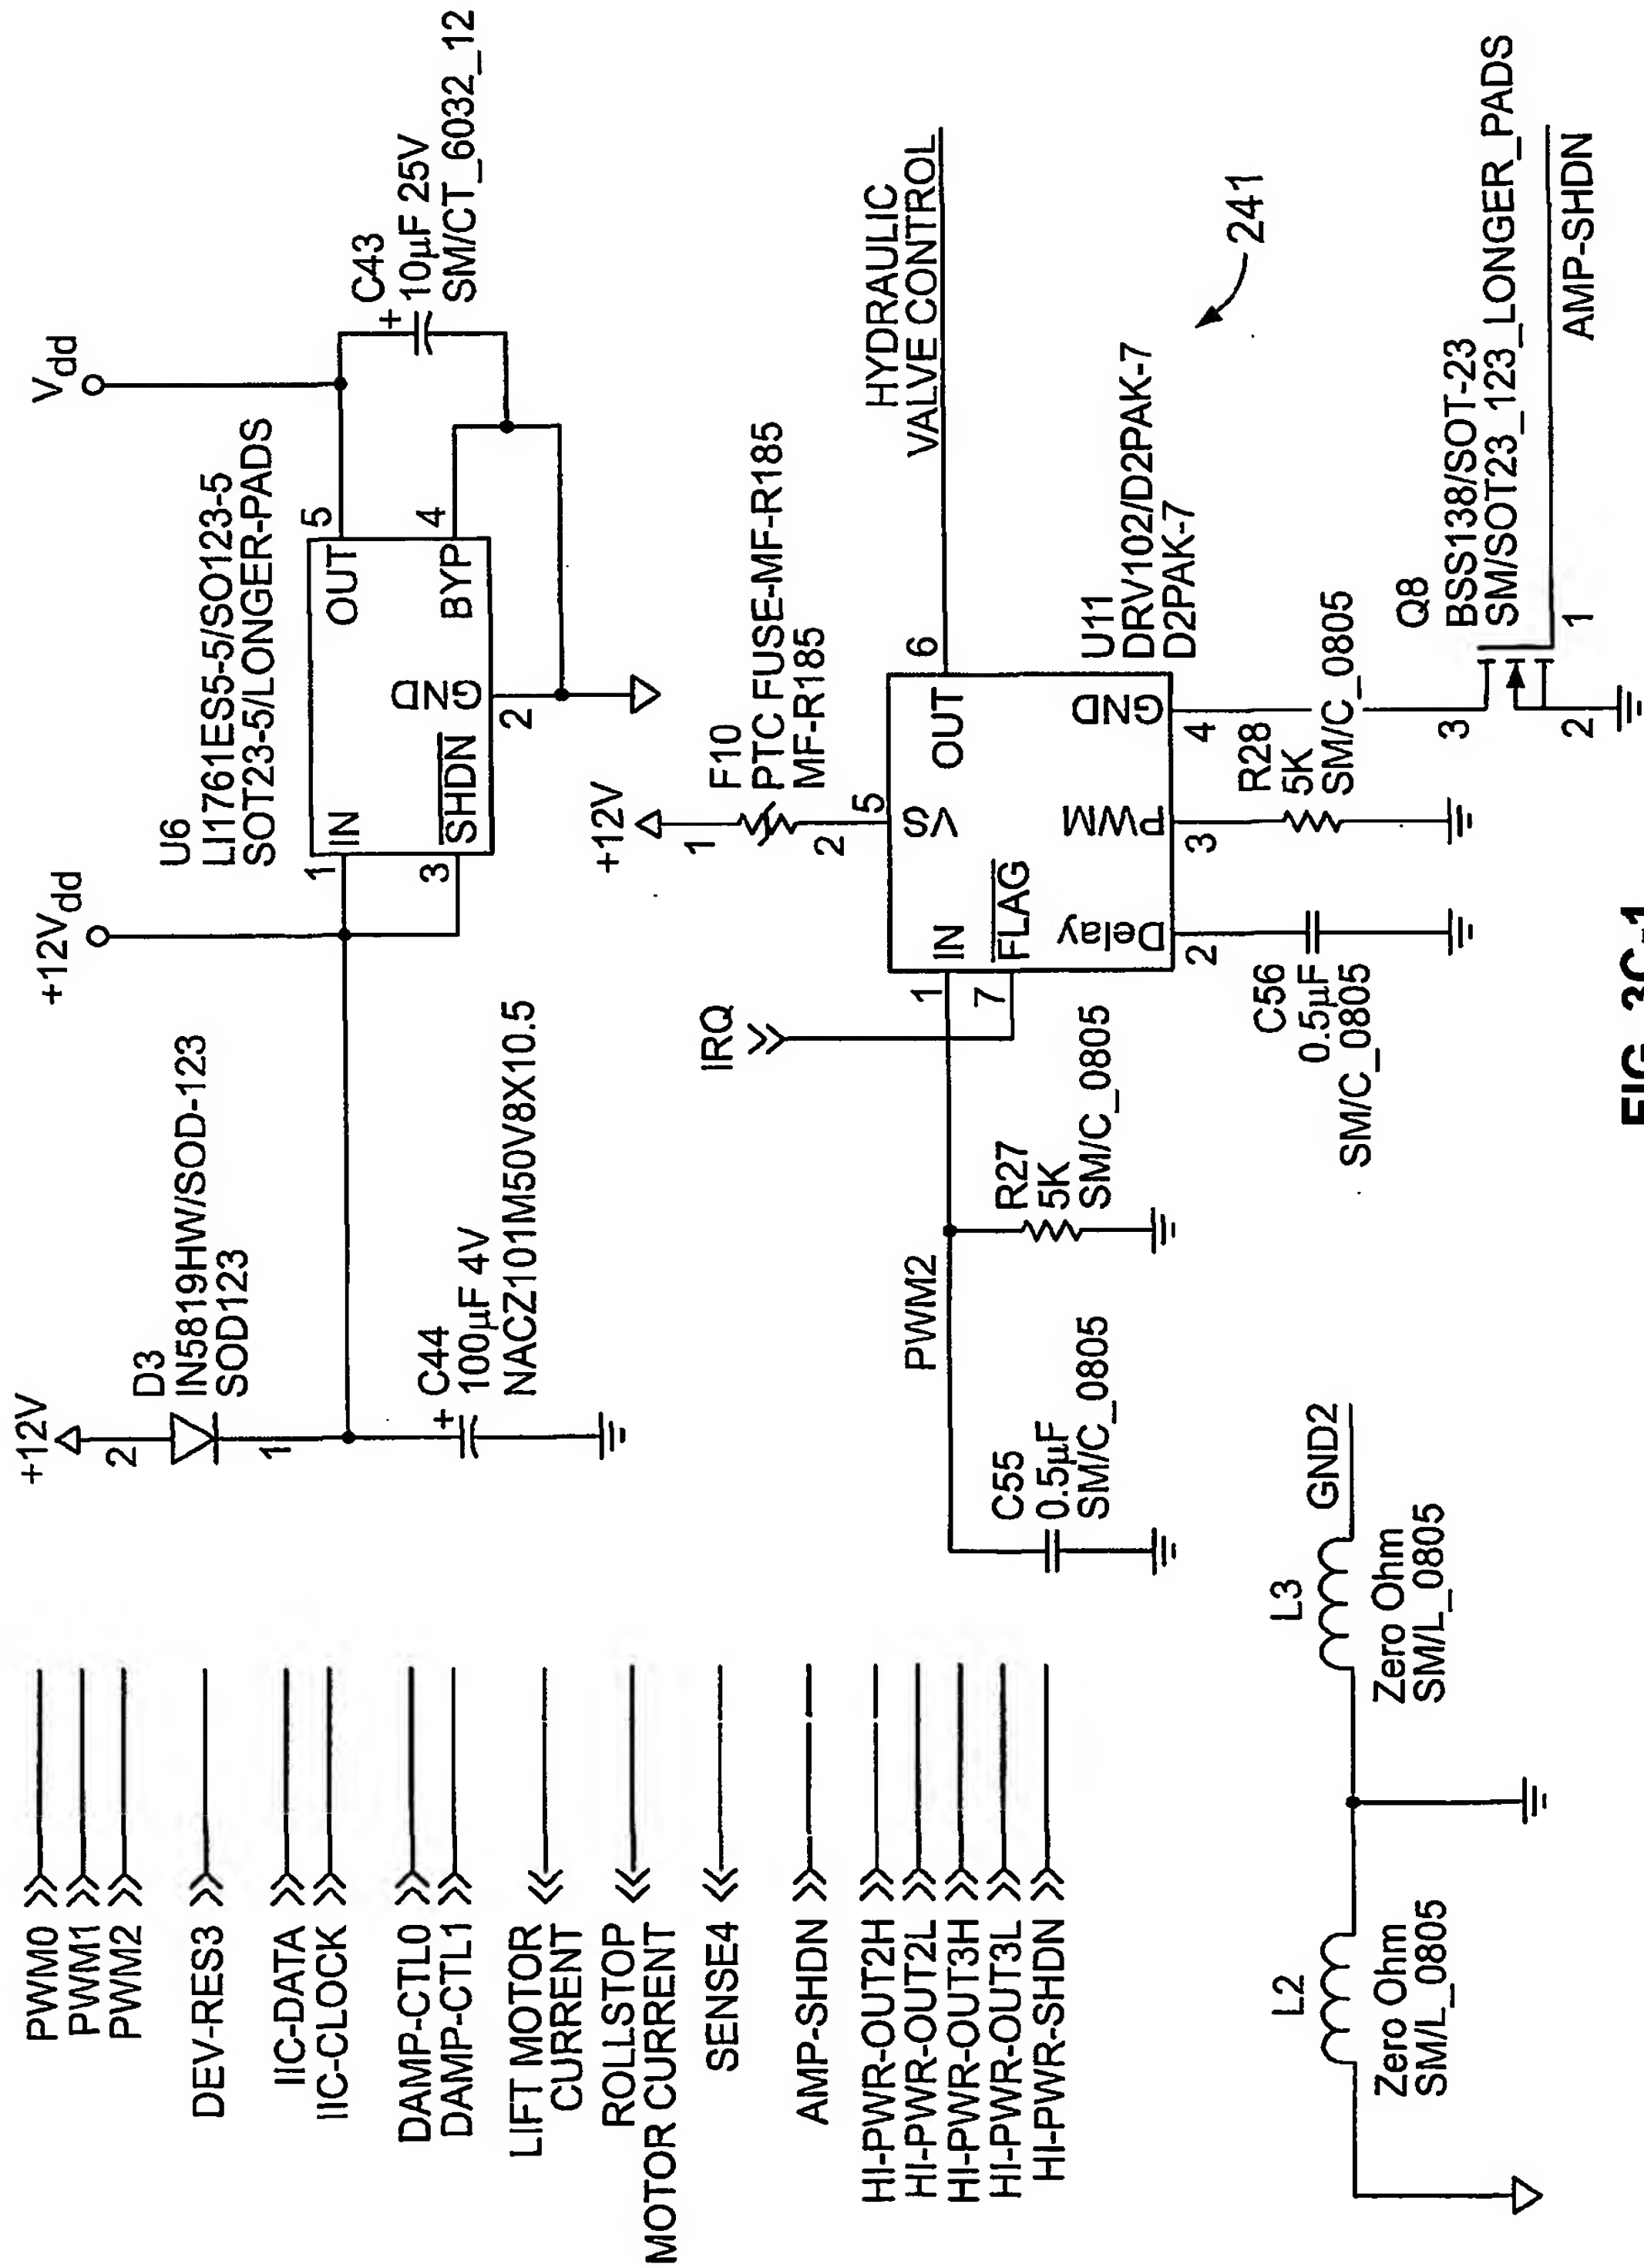 PWM0
PWM1
PWM2
DEV-RES3
IIC-DATA
IIC-CLOCK
DAMP-CTL0
DAMP-CTL1
LIFT MOTOR
CURRENT
ROLLSTOP
MOTOR CURRENT
SENSE4
AMP-SHDN
HI-PWR-OUT2H
HI-PWR-OUT2L
HI-PWR-OUT3H
HI-PWR-OUT3L
HI-PWR-SHDN
L2
Zero Ohm
SM/L_0805
L3
Zero Ohm
SM/L_0805
GND2
+12V
2
D3
IN5819HW/SOD-123
SOD123
1
+
C44
100µF 4V
NACZ101M50V8X10.5
+12Vdd
U6
LI1761ES5-5/SO123-5
SOT23-5/LONGER-PADS
1
IN
OUT
5
3
SHDN
GND
BYP
4
2
Vdd
+
C43
10µF 25V
SM/CT_6032_12
PWM2
C55
0.5µF
SM/C_0805
R27
5K
SM/C_0805
IRQ
+12V
1
2
F10
PTC FUSE-MF-R185
MF-R185
5
1
IN
VS
OUT
6
7
FLAG
Delay
PWM
GND
2
3
4
U11
DRV102/D2PAK-7
D2PAK-7
HYDRAULIC
VALVE CONTROL
241
C56
0.5µF
SM/C_0805
R28
5K
SM/C_0805
Q8
BSS138/SOT-23
SM/SOT23_123_LONGER_PADS
3
2
1
AMP-SHDN
FIG. 3C-1